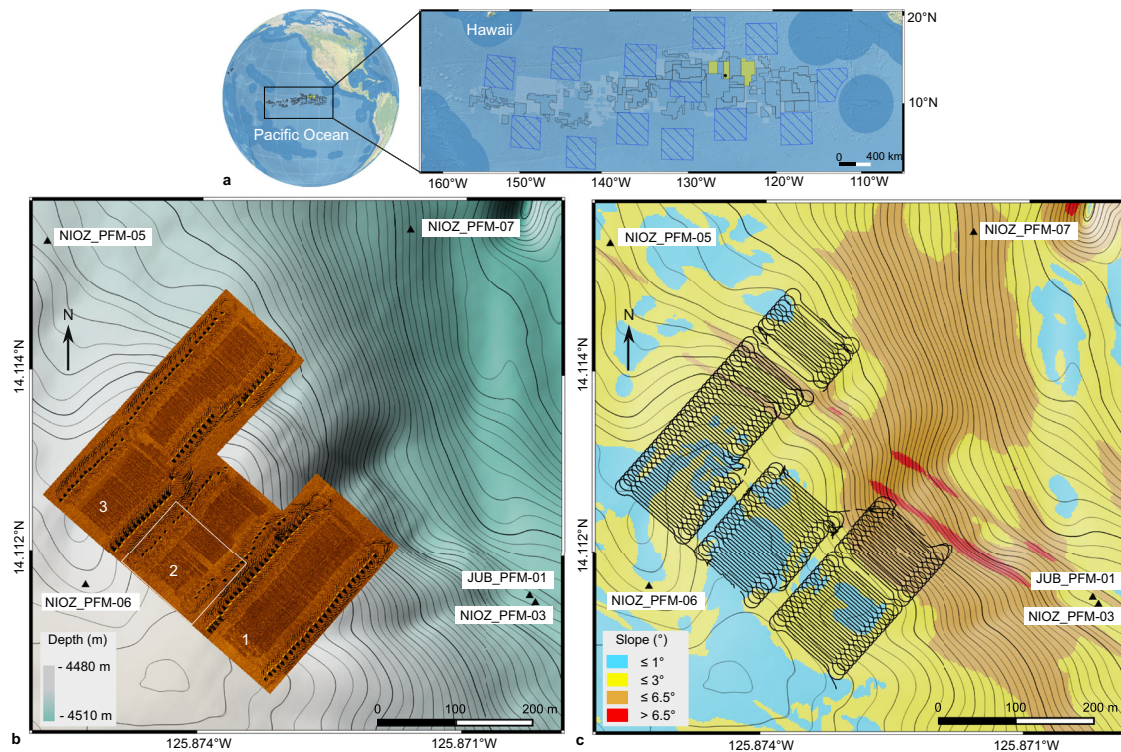 Pacific Ocean
a
Hawaii
20°N
10°N
0 400 km
160°W 150°W 140°W 130°W 120°W 110°W 105°W
NIOZ_PFM-05
NIOZ_PFM-07
N
14.114°N
14.112°N
3
2
1
NIOZ_PFM-06
JUB_PFM-01
NIOZ_PFM-03
Depth (m)
- 4480 m
- 4510 m
0 100 200 m
b
125.874°W 125.871°W
NIOZ_PFM-05
NIOZ_PFM-07
N
14.114°N
14.112°N
NIOZ_PFM-06
JUB_PFM-01
NIOZ_PFM-03
Slope (°)
≤ 1°
≤ 3°
≤ 6.5°
> 6.5°
0 100 200 m
c
125.874°W 125.871°W